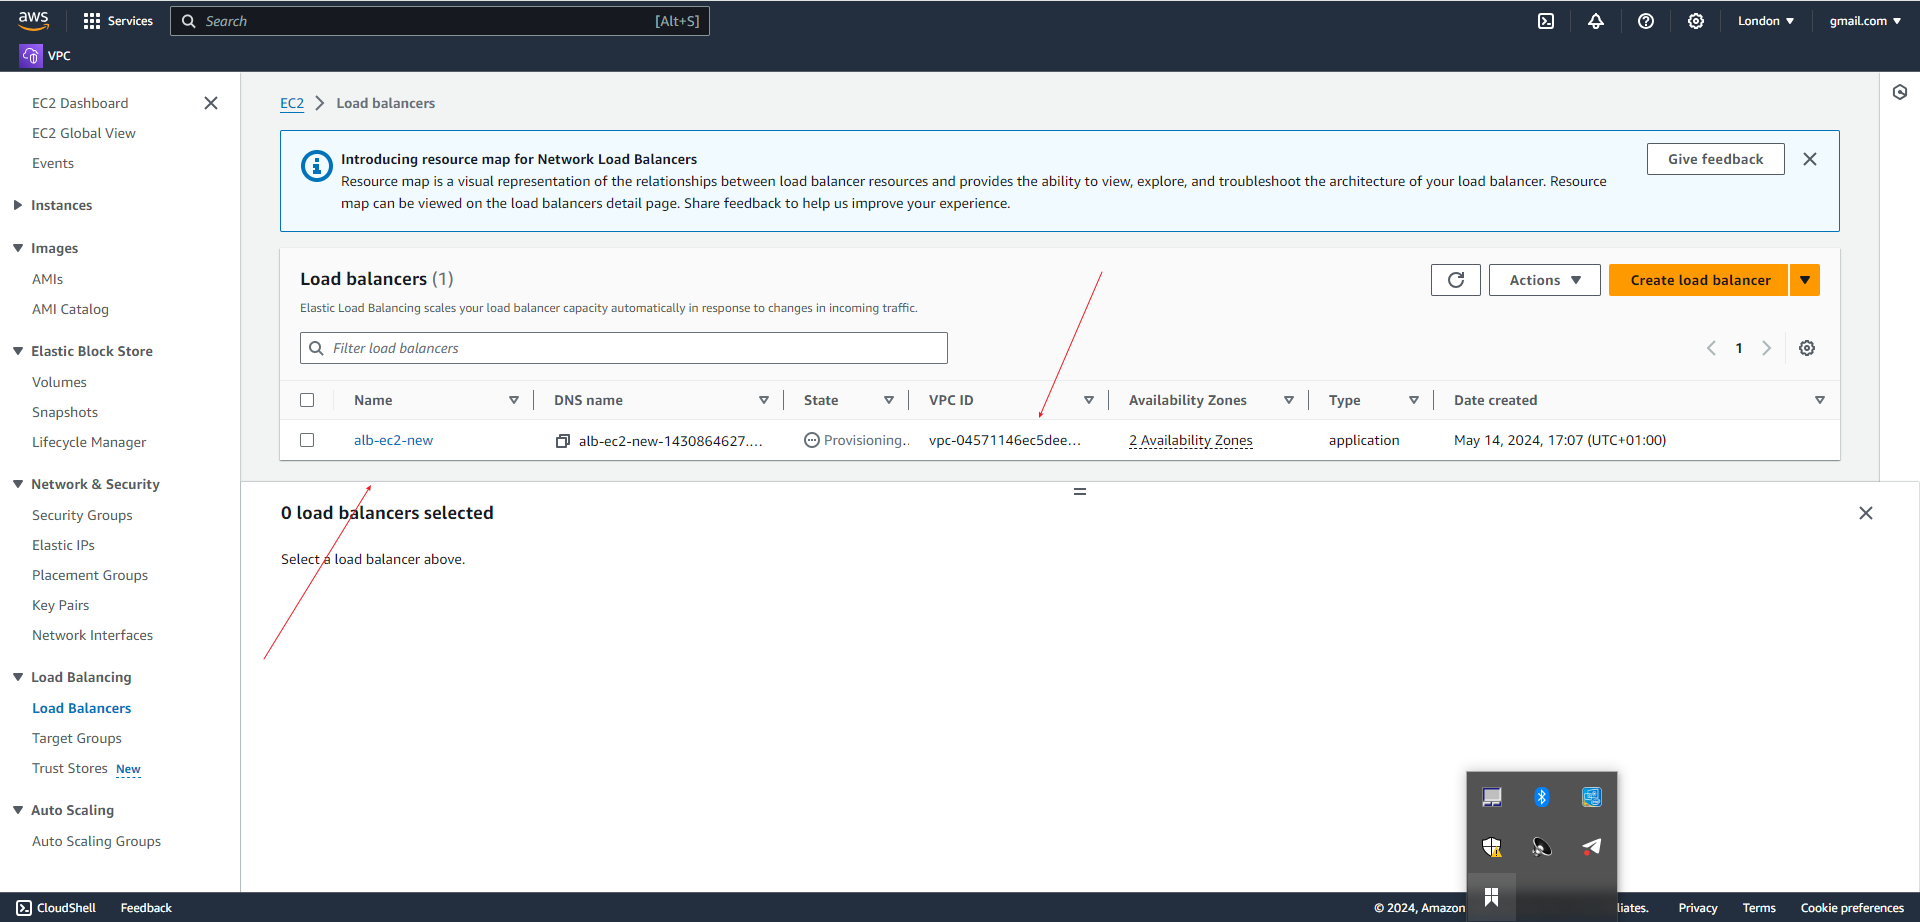 aws
Services
Search
[Alt+S]
London
gmail.com
VPC
EC2 Dashboard
EC2 Global View
Events
Instances
Images
AMIs
AMI Catalog
Elastic Block Store
Volumes
Snapshots
Lifecycle Manager
Network & Security
Security Groups
Elastic IPs
Placement Groups
Key Pairs
Network Interfaces
Load Balancing
Load Balancers
Target Groups
Trust Stores New
Auto Scaling
Auto Scaling Groups
EC2
Load balancers
Introducing resource map for Network Load Balancers
Resource map is a visual representation of the relationships between load balancer resources and provides the ability to view, explore, and troubleshoot the architecture of your load balancer. Resource
map can be viewed on the load balancers detail page. Share feedback to help us improve your experience.
Give feedback
Load balancers (1)
Elastic Load Balancing scales your load balancer capacity automatically in response to changes in incoming traffic.
Actions
Create load balancer
Filter load balancers
1
Name DNS name State VPC ID Availability Zones Type Date created
alb-ec2-new alb-ec2-new-1430864627.... Provisioning.. vpc-04571146ec5dee... 2 Availability Zones application May 14, 2024, 17:07 (UTC+01:00)
0 load balancers selected
Select a load balancer above.
CloudShell
Feedback
© 2024, Amazon
liates.
Privacy
Terms
Cookie preferences